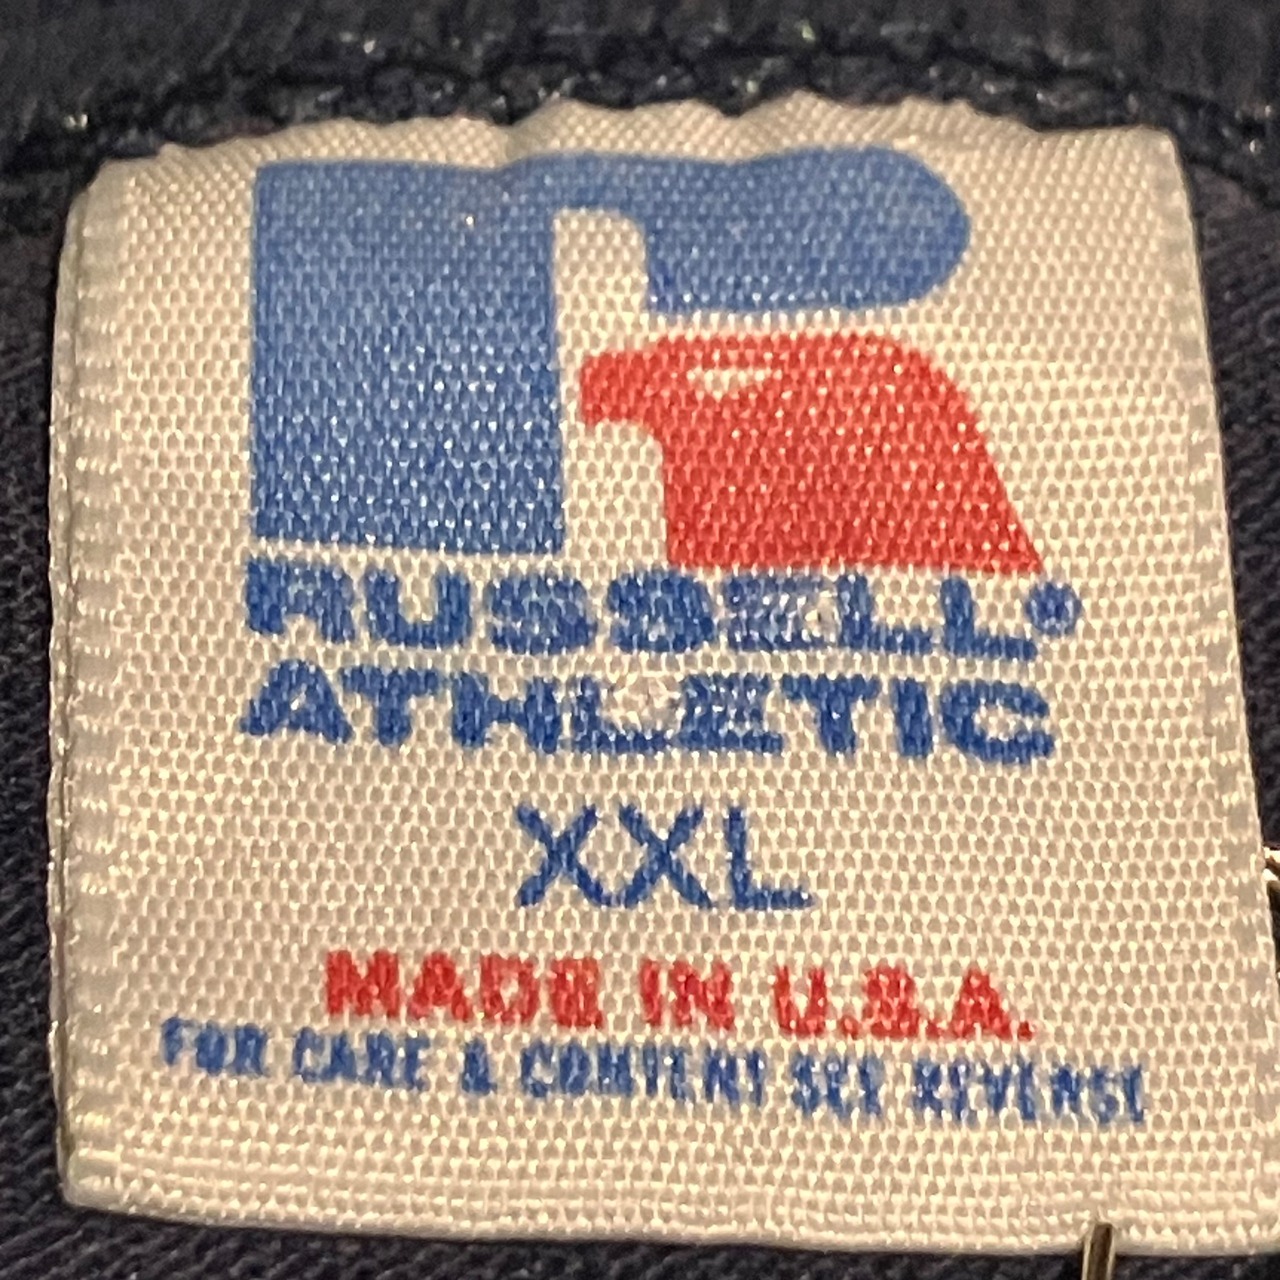 RUSSELL®
ATHLETIC
XXL
MADE IN U.S.A.
FOR CARE & CONTENT SEE REVERSE